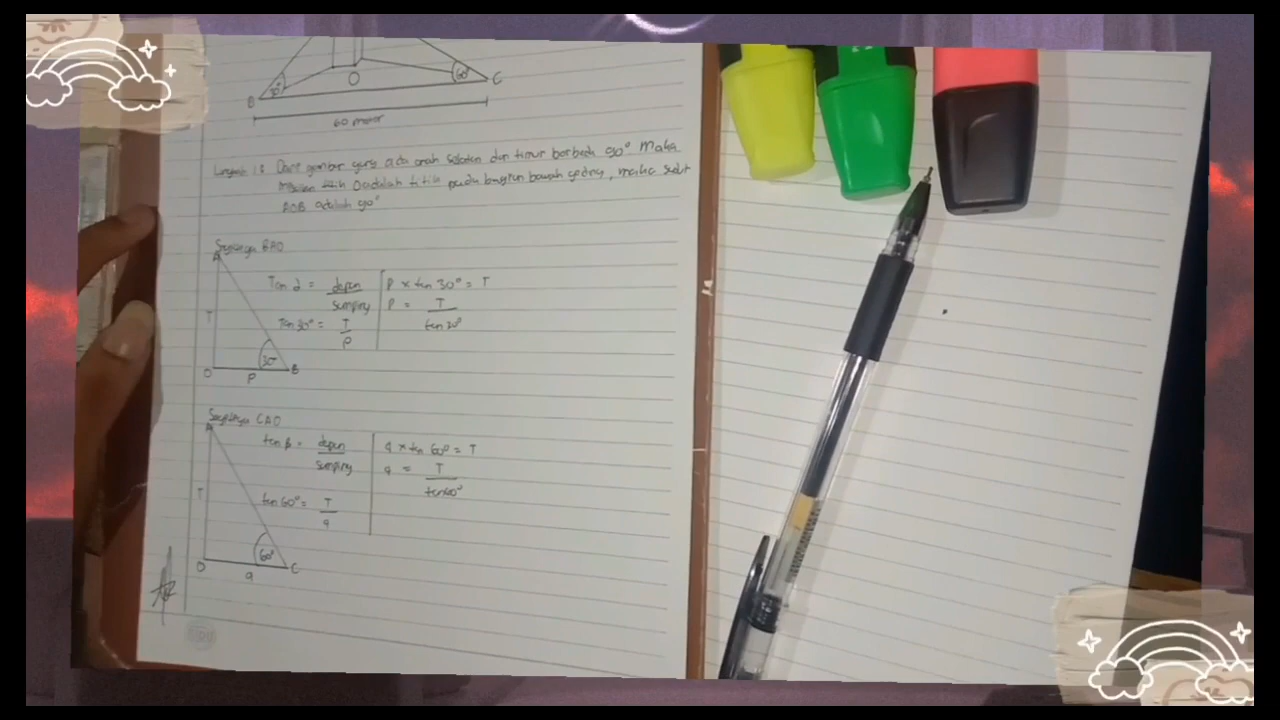 B
30°
O
60°
C
60 meter
Langkah 1: Dari gambar yang ada arah selatan dan timur berbeda 90° Maka
Misalkan titik O adalah titik pada bagian bawah gedung, maka sudut
BOB adalah 90°
Segitiga BAO
A
Tan α = depan
samping
P × tan 30° = T
P = T
tan 30°
T
Tan 30° = T
P
30°
O
P
B
Segitiga CAO
A
tan β = depan
samping
q × tan 60° = T
q = T
tan 60°
T
tan 60° = T
q
60°
O
q
C